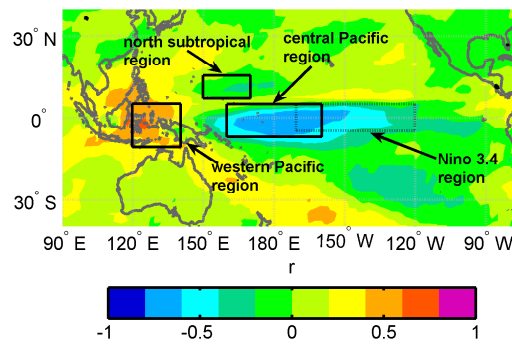 30° N
0°
30° S
north subtropical
region
central Pacific
region
western Pacific
region
Nino 3.4
region
90° E 120° E 150° E 180° E 150° W 120° W 90° W
r
-1 -0.5 0 0.5 1